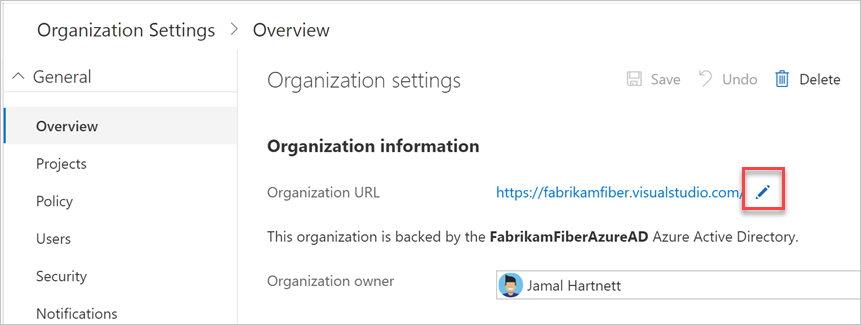 Organization Settings > Overview
General
Overview
Projects
Policy
Users
Security
Notifications
Organization settings
Save Undo Delete
Organization information
Organization URL https://fabrikamfiber.visualstudio.com/
This organization is backed by the FabrikamFiberAzureAD Azure Active Directory.
Organization owner Jamal Hartnett